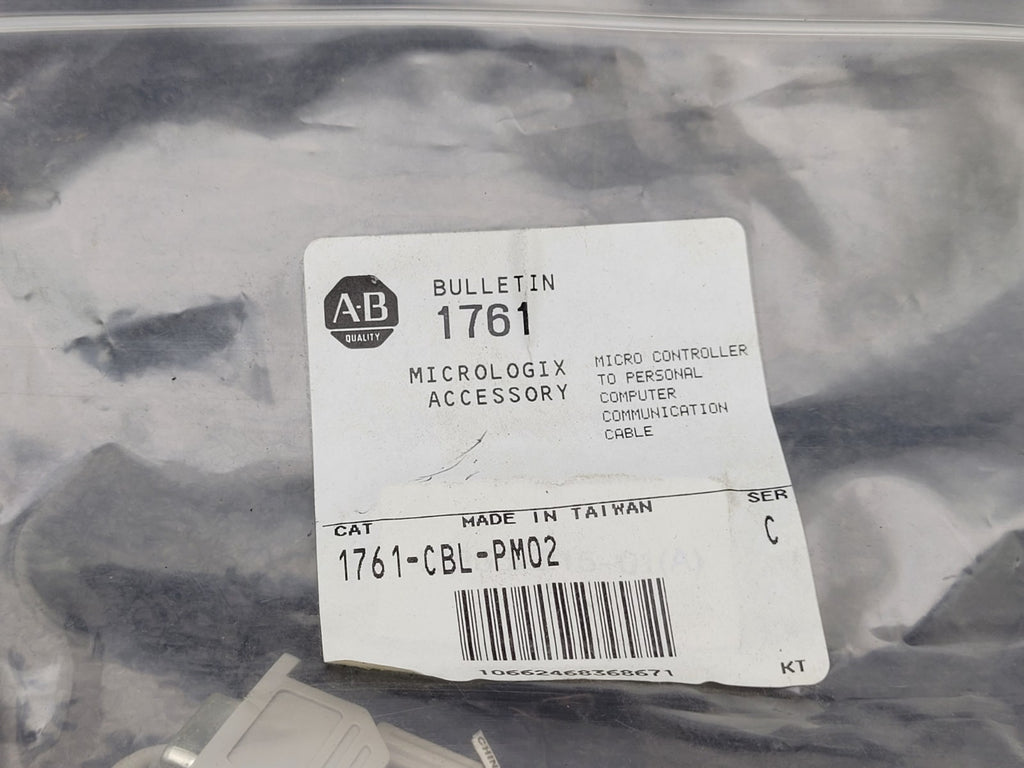 A-B
QUALITY
BULLETIN
1761
MICROLOGIX
ACCESSORY
MICRO CONTROLLER
TO PERSONAL
COMPUTER
COMMUNICATION
CABLE
CAT
MADE IN TAIWAN
SER
1761-CBL-PM02
C
10662468368671
KT
CHIN